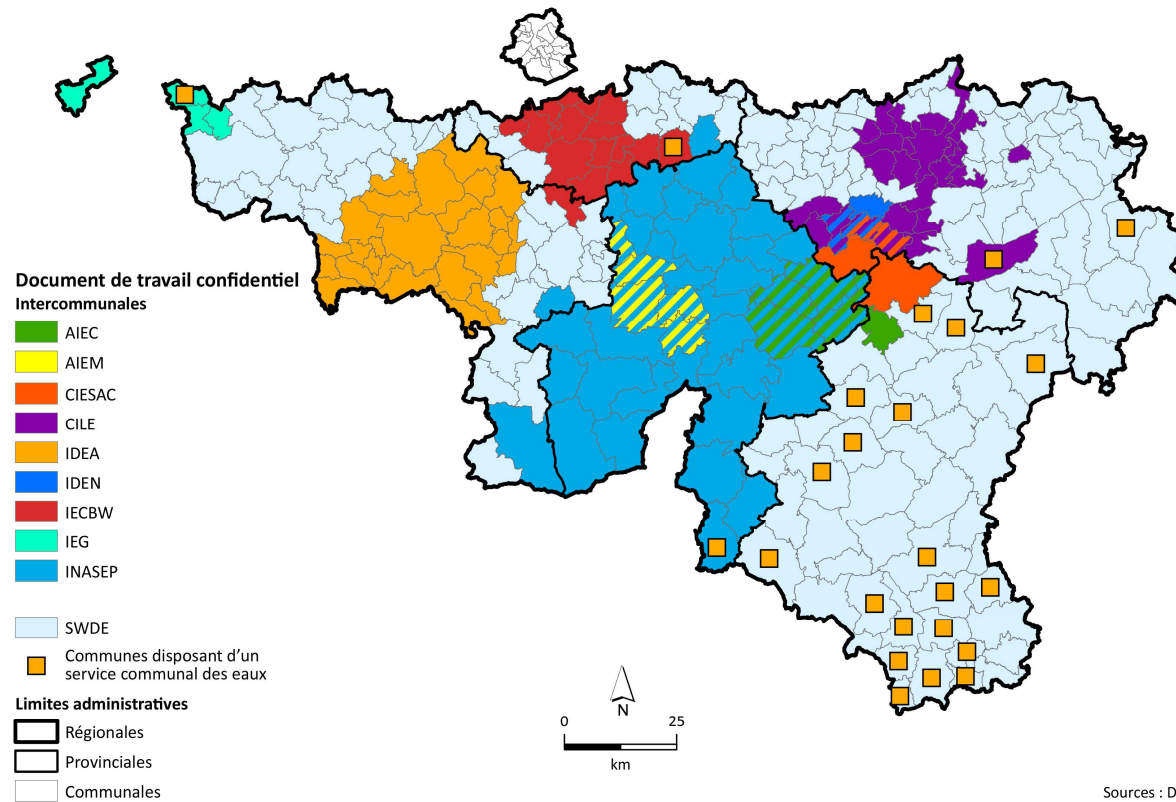 Document de travail confidentiel
Intercommunales
AIEC
AIEM
CIESAC
CILE
IDEA
IDEN
IECBW
IEG
INASEP
SWDE
Communes disposant d'un
service communal des eaux
Limites administratives
Régionales
Provinciales
Communales
N
0 25
km
Sources : D